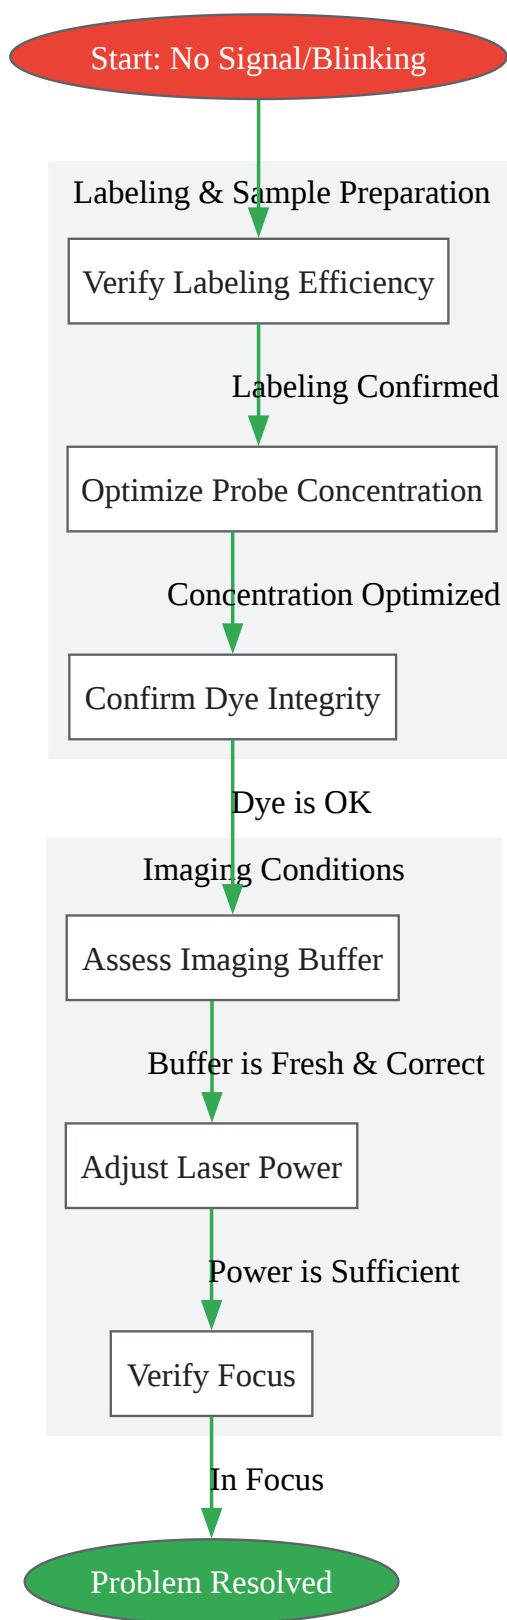 Start: No Signal/Blinking
Labeling & Sample Preparation
Verify Labeling Efficiency
Labeling Confirmed
Optimize Probe Concentration
Concentration Optimized
Confirm Dye Integrity
Dye is OK
Imaging Conditions
Assess Imaging Buffer
Buffer is Fresh & Correct
Adjust Laser Power
Power is Sufficient
Verify Focus
In Focus
Problem Resolved